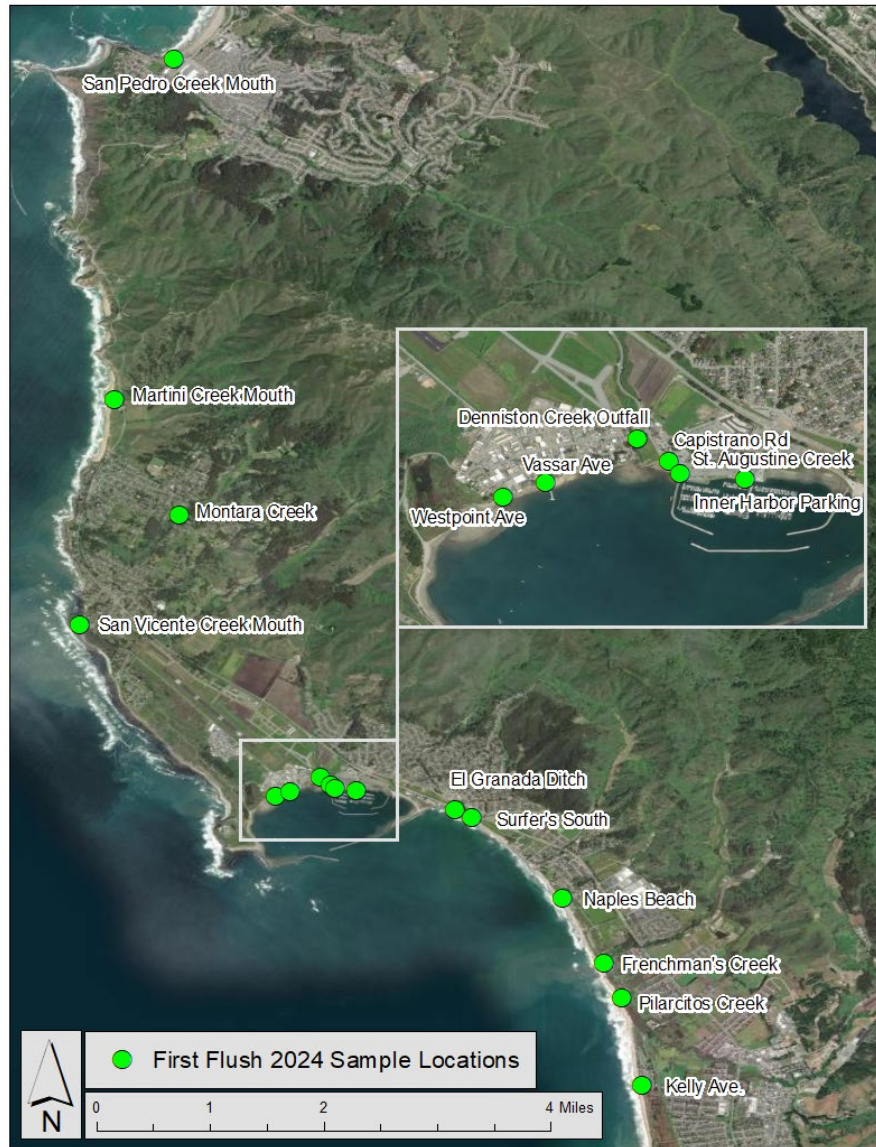 San Pedro Creek Mouth
Martini Creek Mouth
Denniston Creek Outfall
Capistrano Rd
St. Augustine Creek
Vassar Ave
Inner Harbor Parking
Westpoint Ave
Montara Creek
San Vicente Creek Mouth
El Granada Ditch
Surfer's South
Naples Beach
Frenchman's Creek
Pilarcitos Creek
Kelly Ave.
N
First Flush 2024 Sample Locations
0 1 2 4 Miles